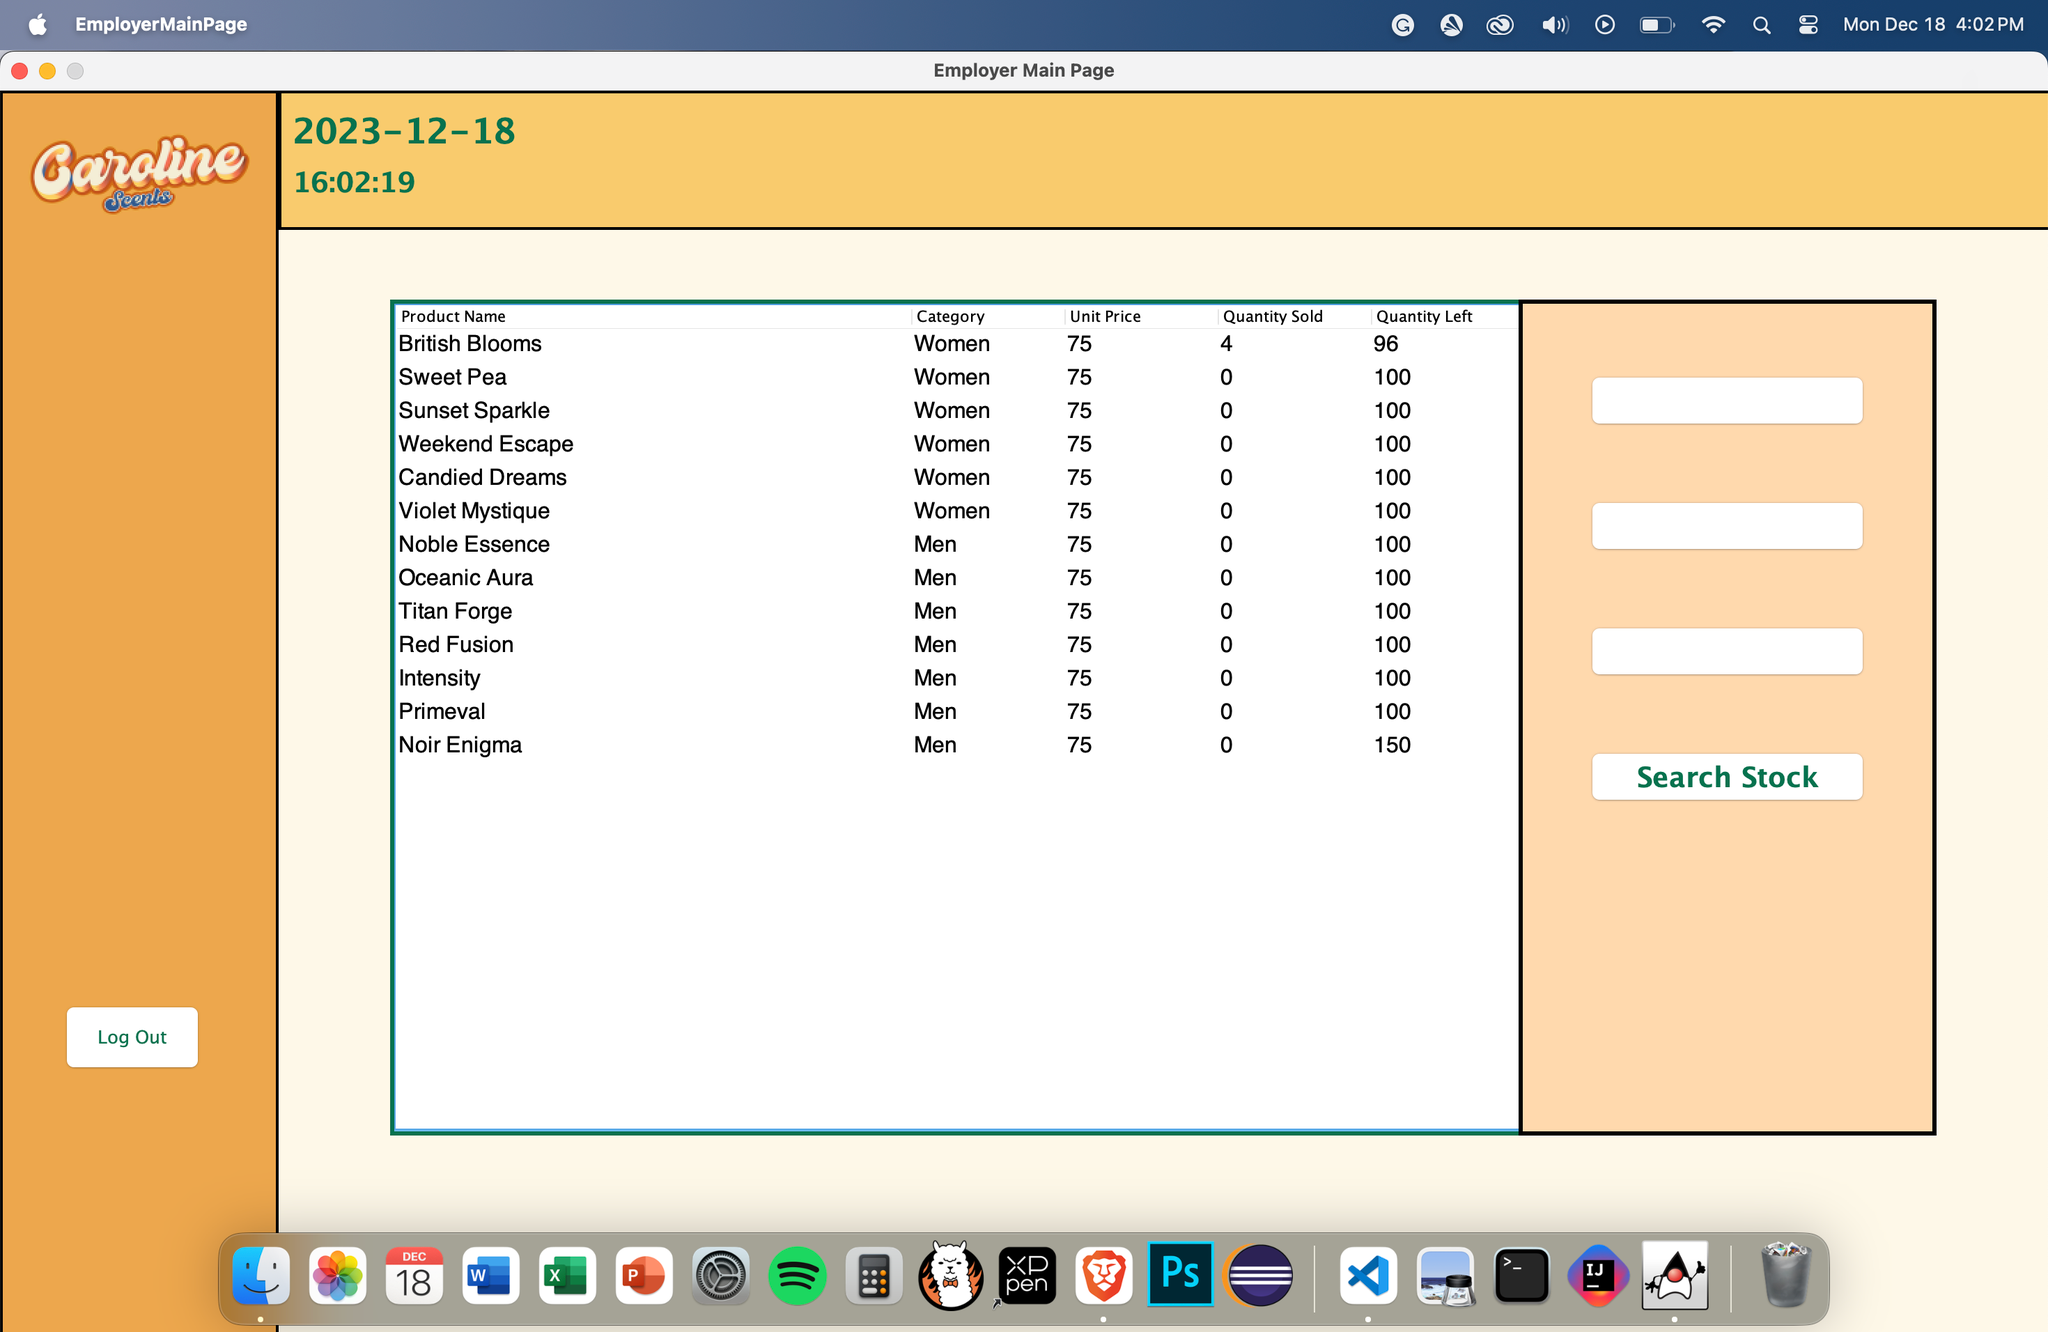 EmployerMainPage
Mon Dec 18 4:02 PM
Employer Main Page
Caroline
Scents
2023-12-18
16:02:19
Product Name Category Unit Price Quantity Sold Quantity Left
British Blooms Women 75 4 96
Sweet Pea Women 75 0 100
Sunset Sparkle Women 75 0 100
Weekend Escape Women 75 0 100
Candied Dreams Women 75 0 100
Violet Mystique Women 75 0 100
Noble Essence Men 75 0 100
Oceanic Aura Men 75 0 100
Titan Forge Men 75 0 100
Red Fusion Men 75 0 100
Intensity Men 75 0 100
Primeval Men 75 0 100
Noir Enigma Men 75 0 150
Search Stock
Log Out
DEC
18
W
X
P
XP
pen
Ps
>_
IJ